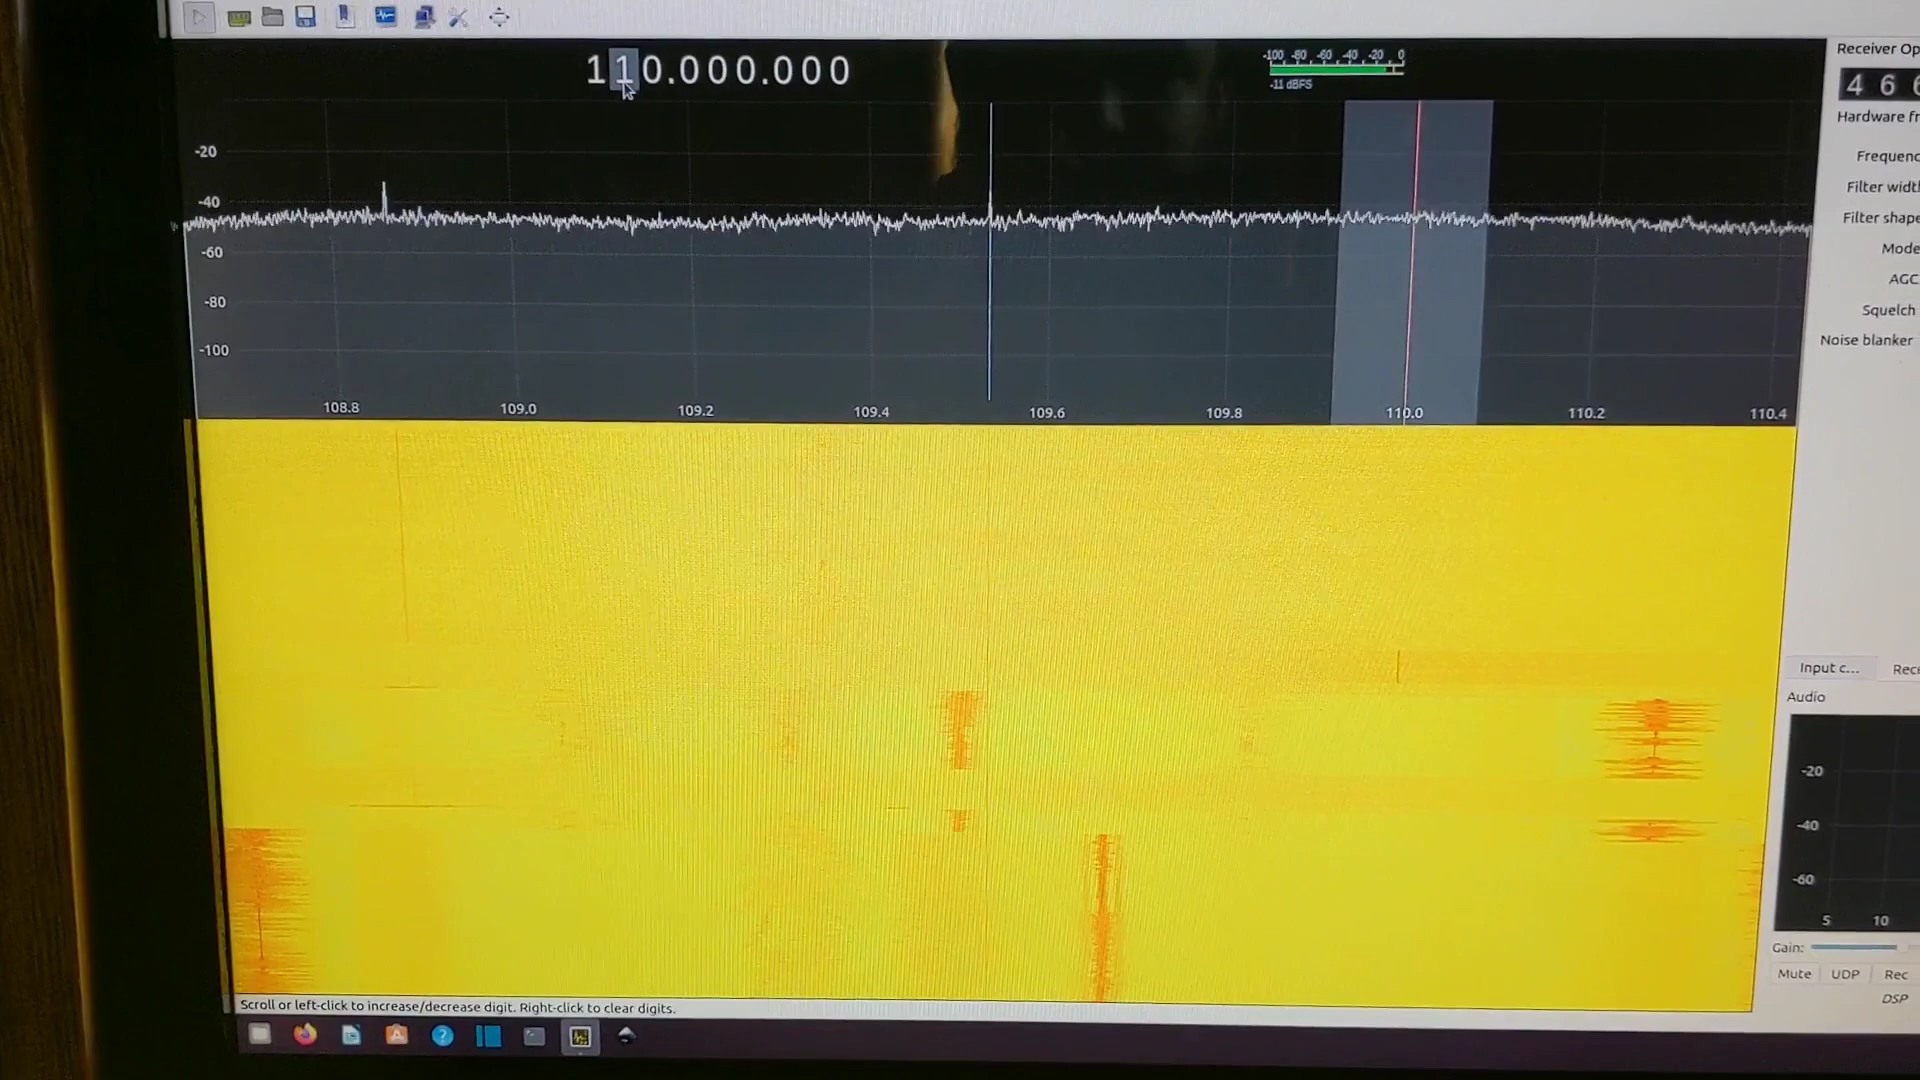 110.000.000
-100 -80 -60 -40 -20 0
-11 dBFS
Receiver Op
4 6 6
Hardware fr
Frequenc
Filter widt
Filter shape
Mode
AGC
Squelch
Noise blanker
-20
-40
-60
-80
-100
108.8 109.0 109.2 109.4 109.6 109.8 110.0 110.2 110.4
Input c... Rec
Audio
-20
-40
-60
5 10
Gain:
Mute UDP Rec
DSP
Scroll or left-click to increase/decrease digit. Right-click to clear digits.